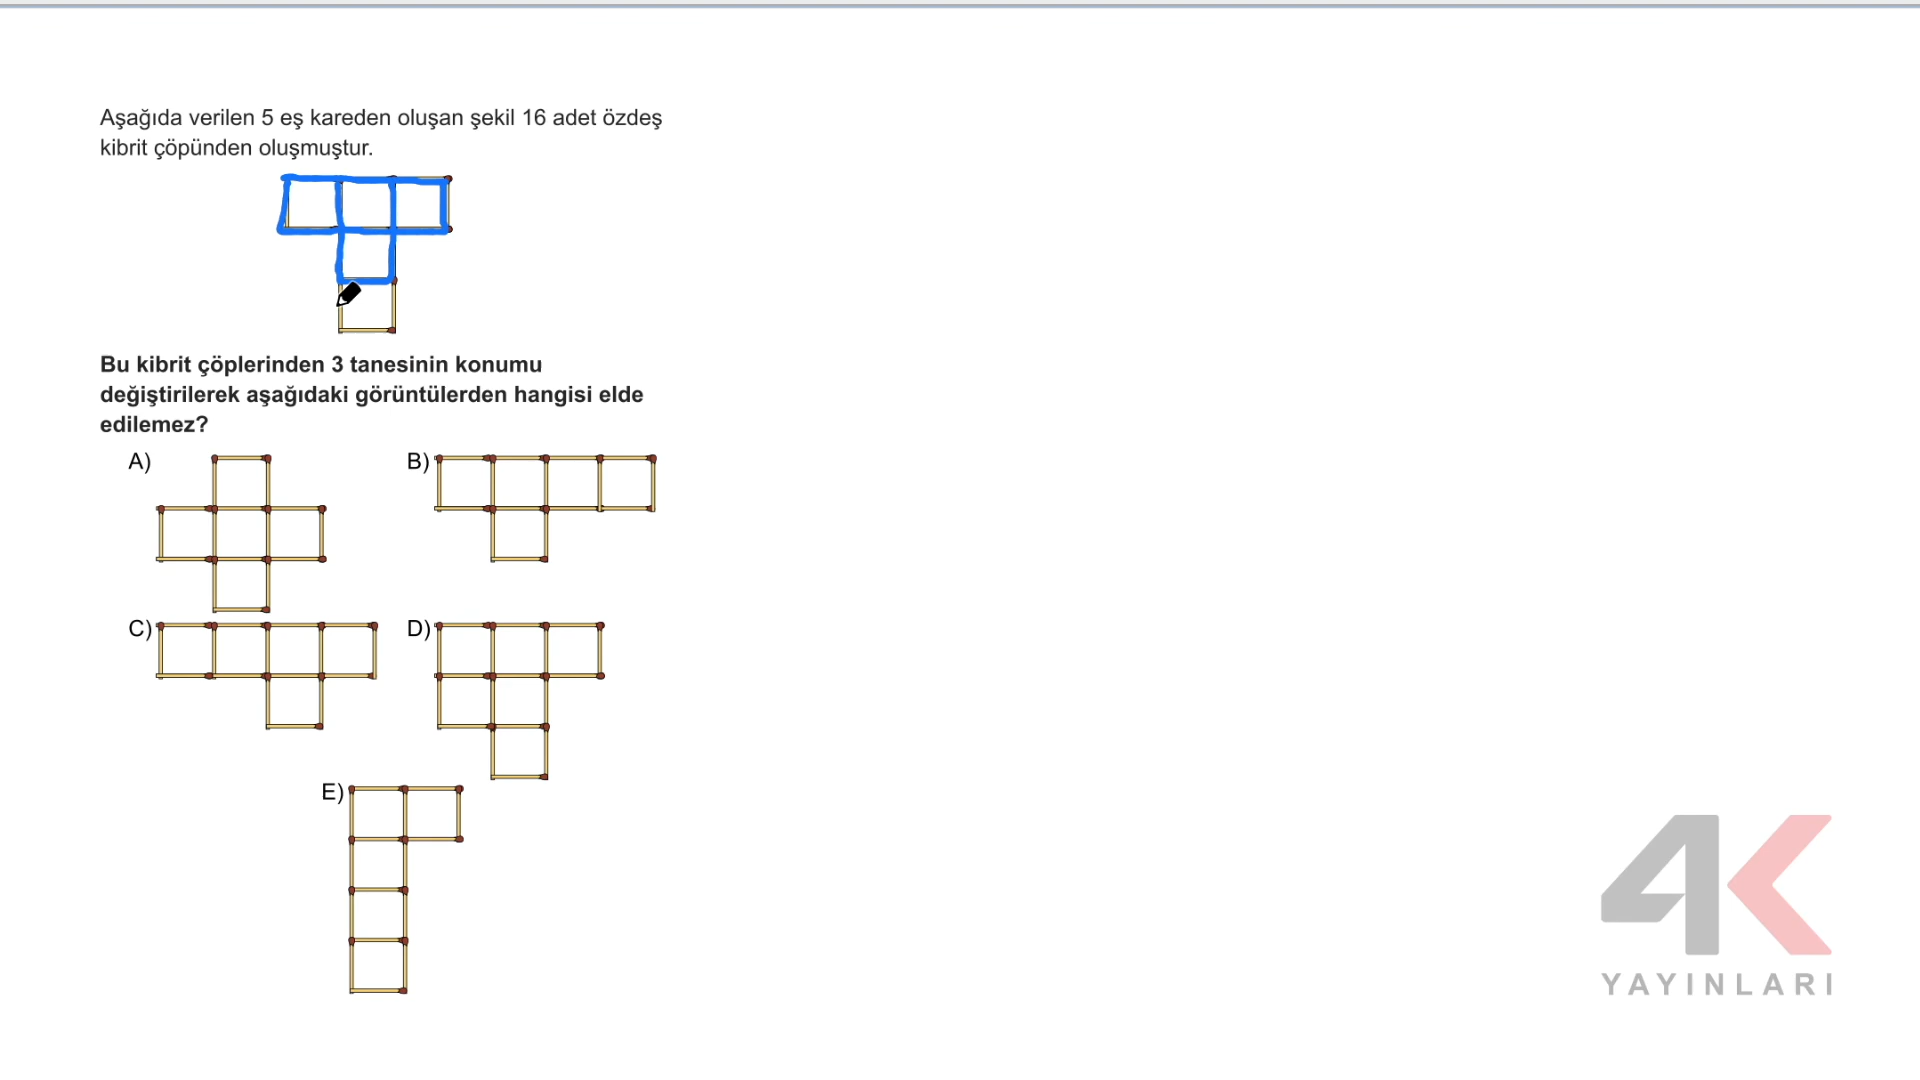 Aşağıda verilen 5 eş kareden oluşan şekil 16 adet özdeş
kibrit çöpünden oluşmuştur.
Bu kibrit çöplerinden 3 tanesinin konumu
değiştirilerek aşağıdaki görüntülerden hangisi elde
edilemez?
A)
B)
C)
D)
E)
4K
YAYINLARI